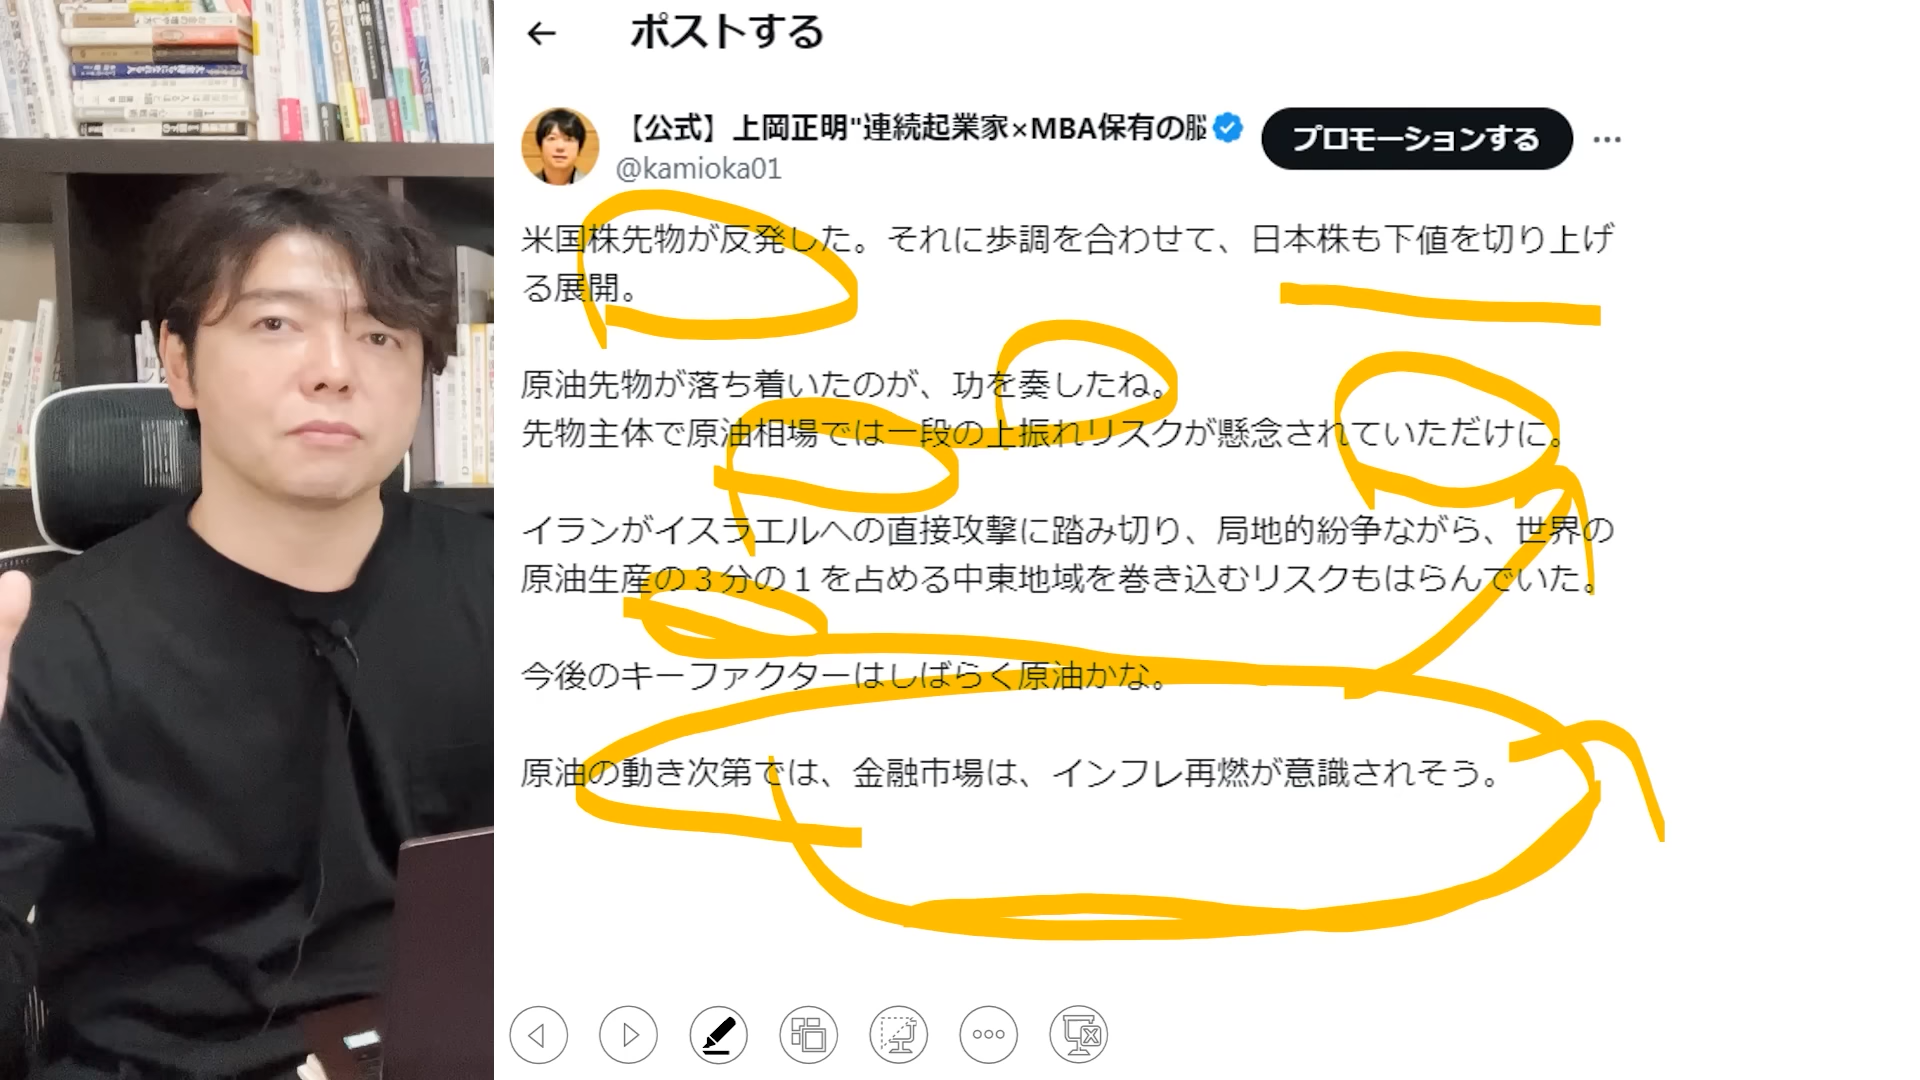 ポストする
【公式】上岡正明"連続起業家×MBA保有の脳
プロモーションする
@kamioka01
米国株先物が反発した。それに歩調を合わせて、日本株も下値を切り上げ
る展開。
原油先物が落ち着いたのが、功を奏したね。
先物主体で原油相場では一段の上振れリスクが懸念されていただけに。
イランがイスラエルへの直接攻撃に踏み切り、局地的紛争ながら、世界の
原油生産の３分の１を占める中東地域を巻き込むリスクもはらんでいた。
今後のキーファクターはしばらく原油かな。
原油の動き次第では、金融市場は、インフレ再燃が意識されそう。